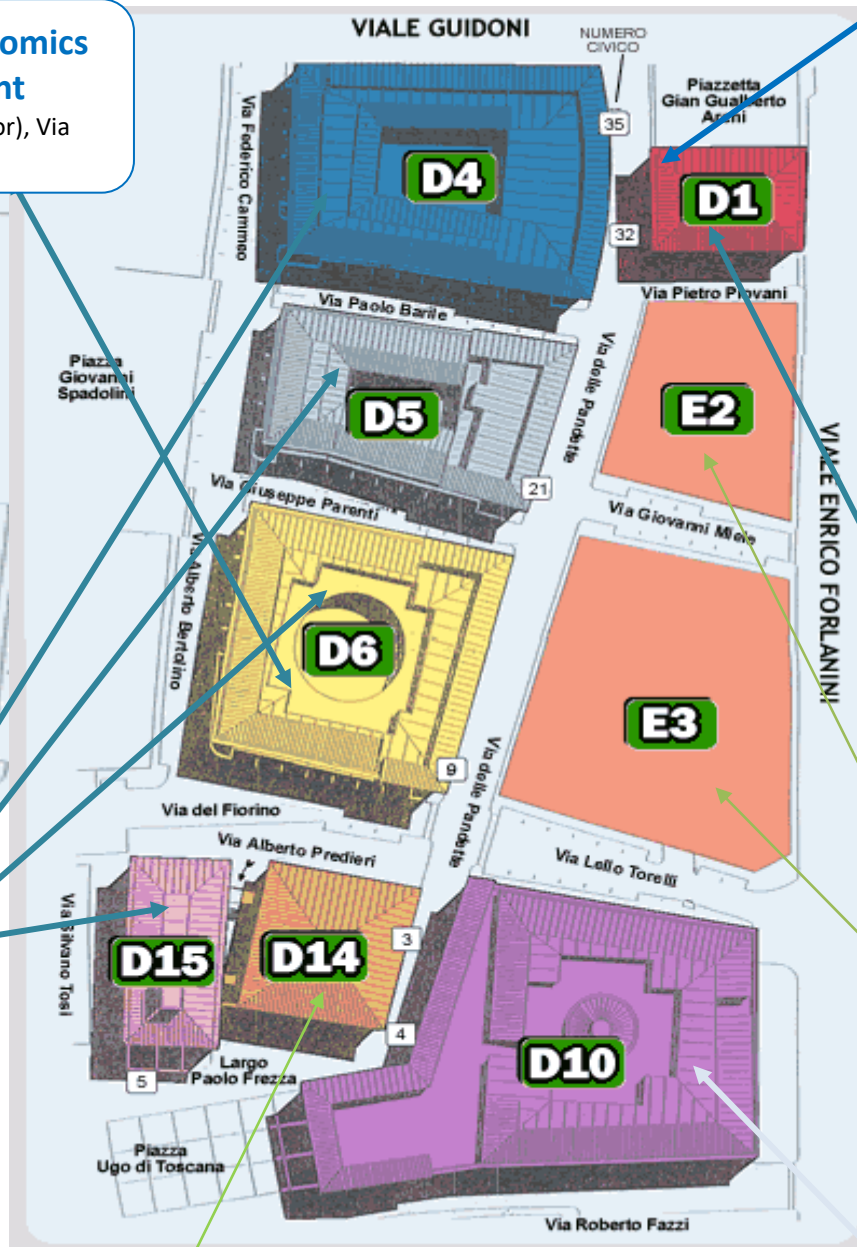 omics
nt
or), Via
VIALE GUIDONI
NUMERO
CIVICO
Piazzetta
Gian Gualberto
Archi
Via Federico Cammeo
35
D4
D1
32
Via Pietro Piovani
Via Paolo Barile
Piazza
Giovanni
Spadolini
Via delle Pandette
D5
E2
VIALE ENRICO FORLANINI
21
Via Giuseppe Parenti
Via Giovanni Miele
Via Alberto Bertolino
D6
E3
9
Via delle Pandette
Via del Fiorino
Via Alberto Predieri
Via Lello Torelli
Via Silvano Tosi
3
D15
D14
4
D10
Largo
Paolo Frezza
5
Piazza
Ugo di Toscana
Via Roberto Fazzi